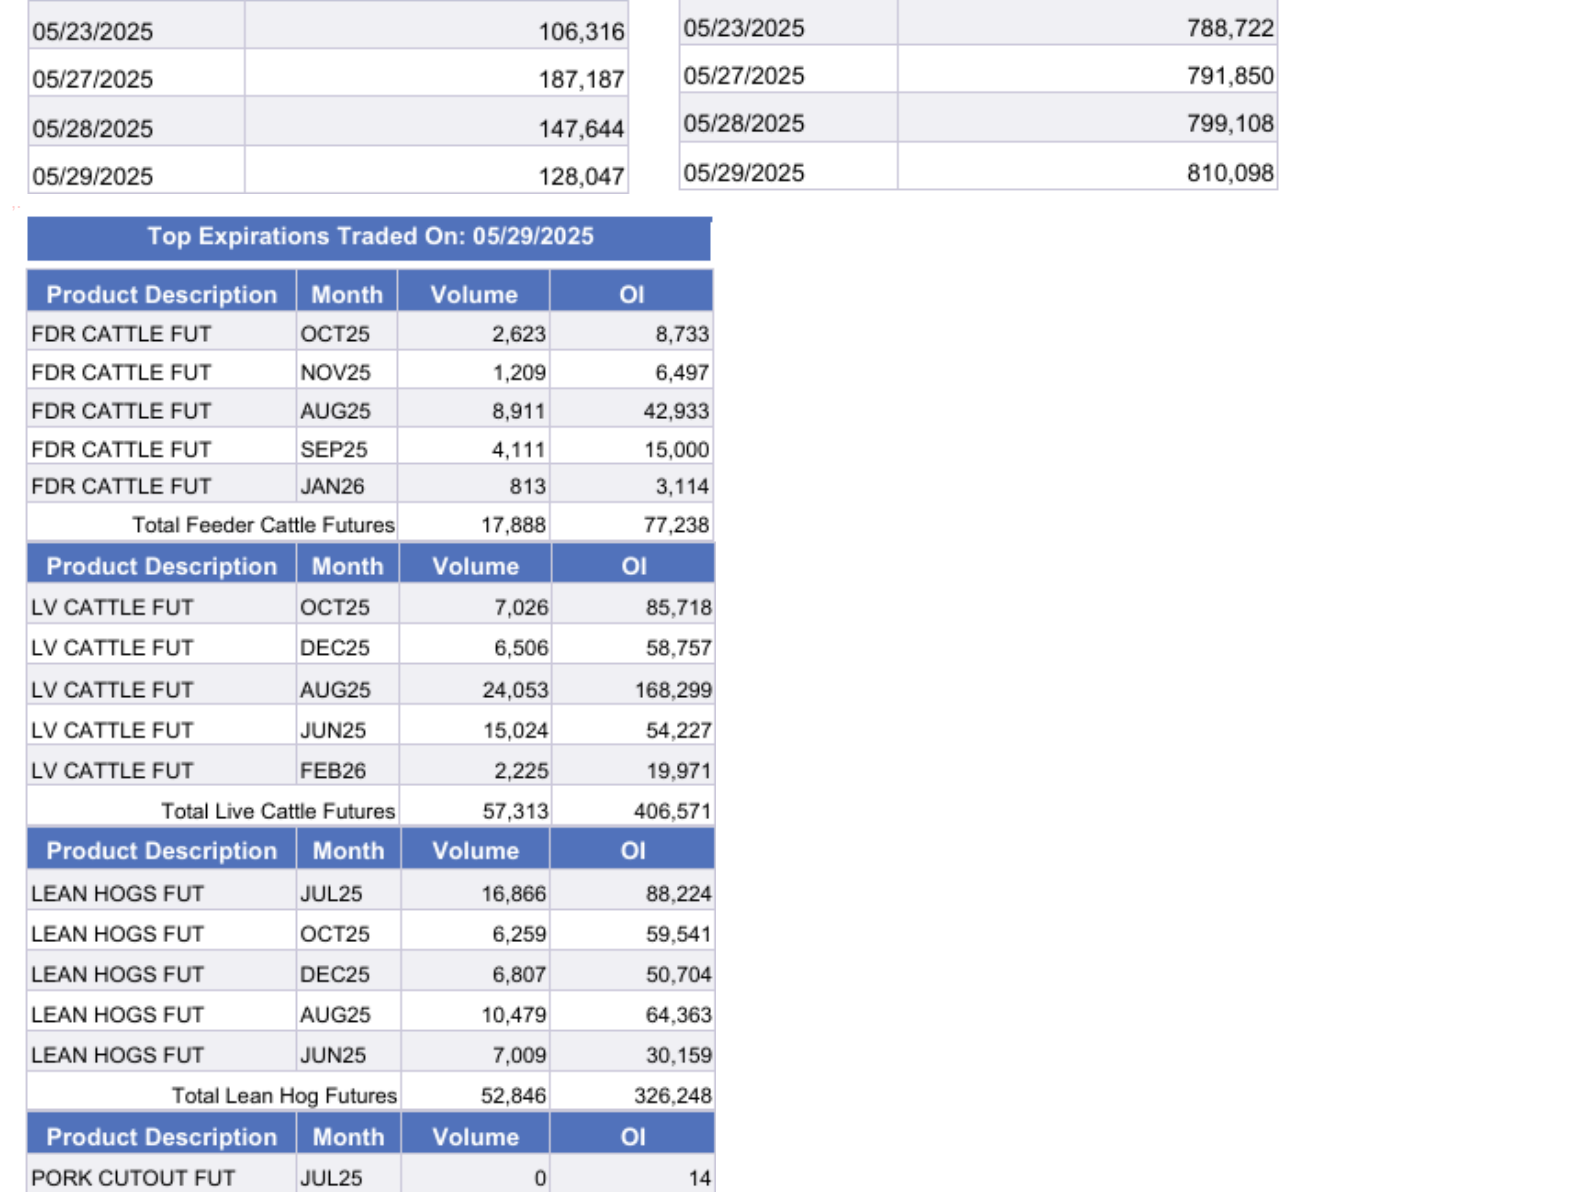 05/23/2025 106,316 05/23/2025 788,722
05/27/2025 187,187 05/27/2025 791,850
05/28/2025 147,644 05/28/2025 799,108
05/29/2025 128,047 05/29/2025 810,098
Top Expirations Traded On: 05/29/2025
Product Description Month Volume OI
FDR CATTLE FUT OCT25 2,623 8,733
FDR CATTLE FUT NOV25 1,209 6,497
FDR CATTLE FUT AUG25 8,911 42,933
FDR CATTLE FUT SEP25 4,111 15,000
FDR CATTLE FUT JAN26 813 3,114
Total Feeder Cattle Futures 17,888 77,238
Product Description Month Volume OI
LV CATTLE FUT OCT25 7,026 85,718
LV CATTLE FUT DEC25 6,506 58,757
LV CATTLE FUT AUG25 24,053 168,299
LV CATTLE FUT JUN25 15,024 54,227
LV CATTLE FUT FEB26 2,225 19,971
Total Live Cattle Futures 57,313 406,571
Product Description Month Volume OI
LEAN HOGS FUT JUL25 16,866 88,224
LEAN HOGS FUT OCT25 6,259 59,541
LEAN HOGS FUT DEC25 6,807 50,704
LEAN HOGS FUT AUG25 10,479 64,363
LEAN HOGS FUT JUN25 7,009 30,159
Total Lean Hog Futures 52,846 326,248
Product Description Month Volume OI
PORK CUTOUT FUT JUL25 0 14